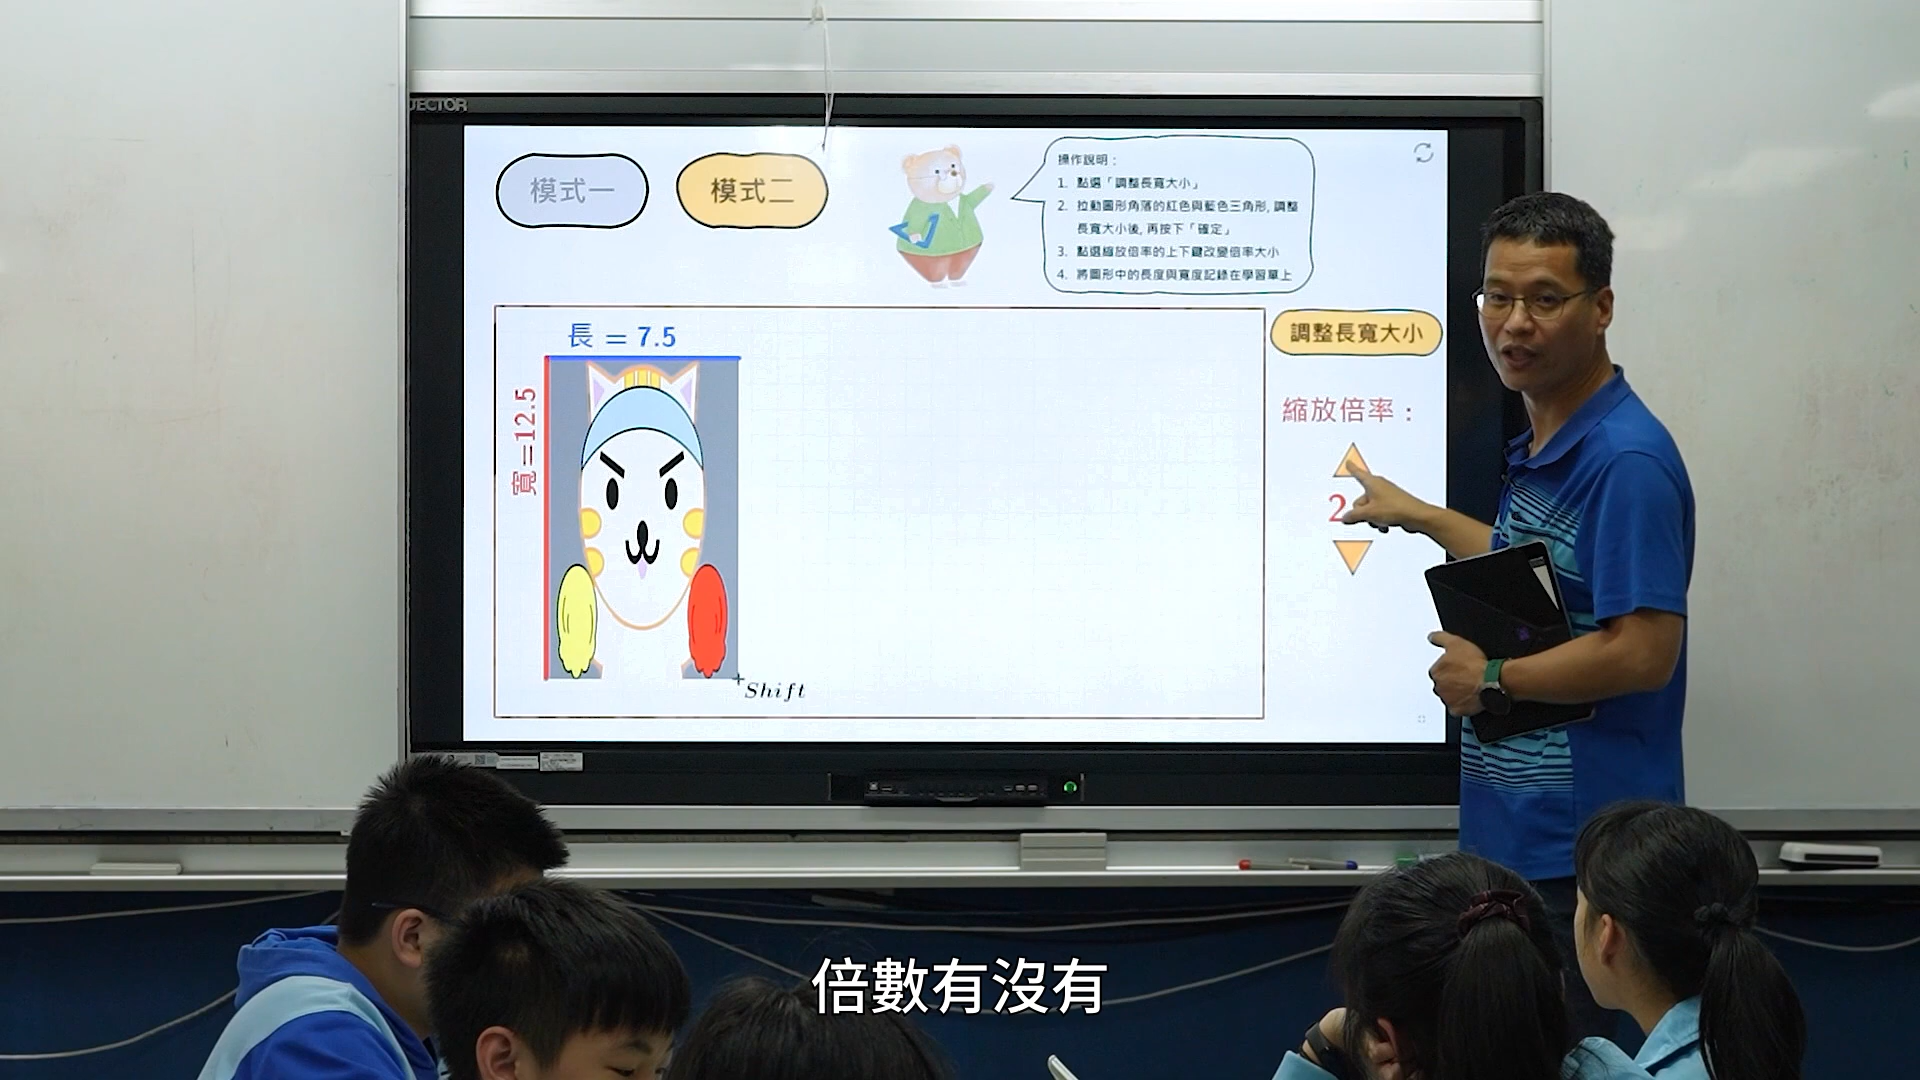 JECTOR
模式一
模式二
操作說明：
1. 點選「調整長寬大小」
2. 拉動圖形角落的紅色與藍色三角形, 調整
長寬大小後, 再按下「確定」
3. 點選縮放倍率的上下鍵改變倍率大小
4. 將圖形中的長度與寬度記錄在學習單上
長 = 7.5
寬=12.5
調整長寬大小
縮放倍率：
2
Shift
倍數有沒有